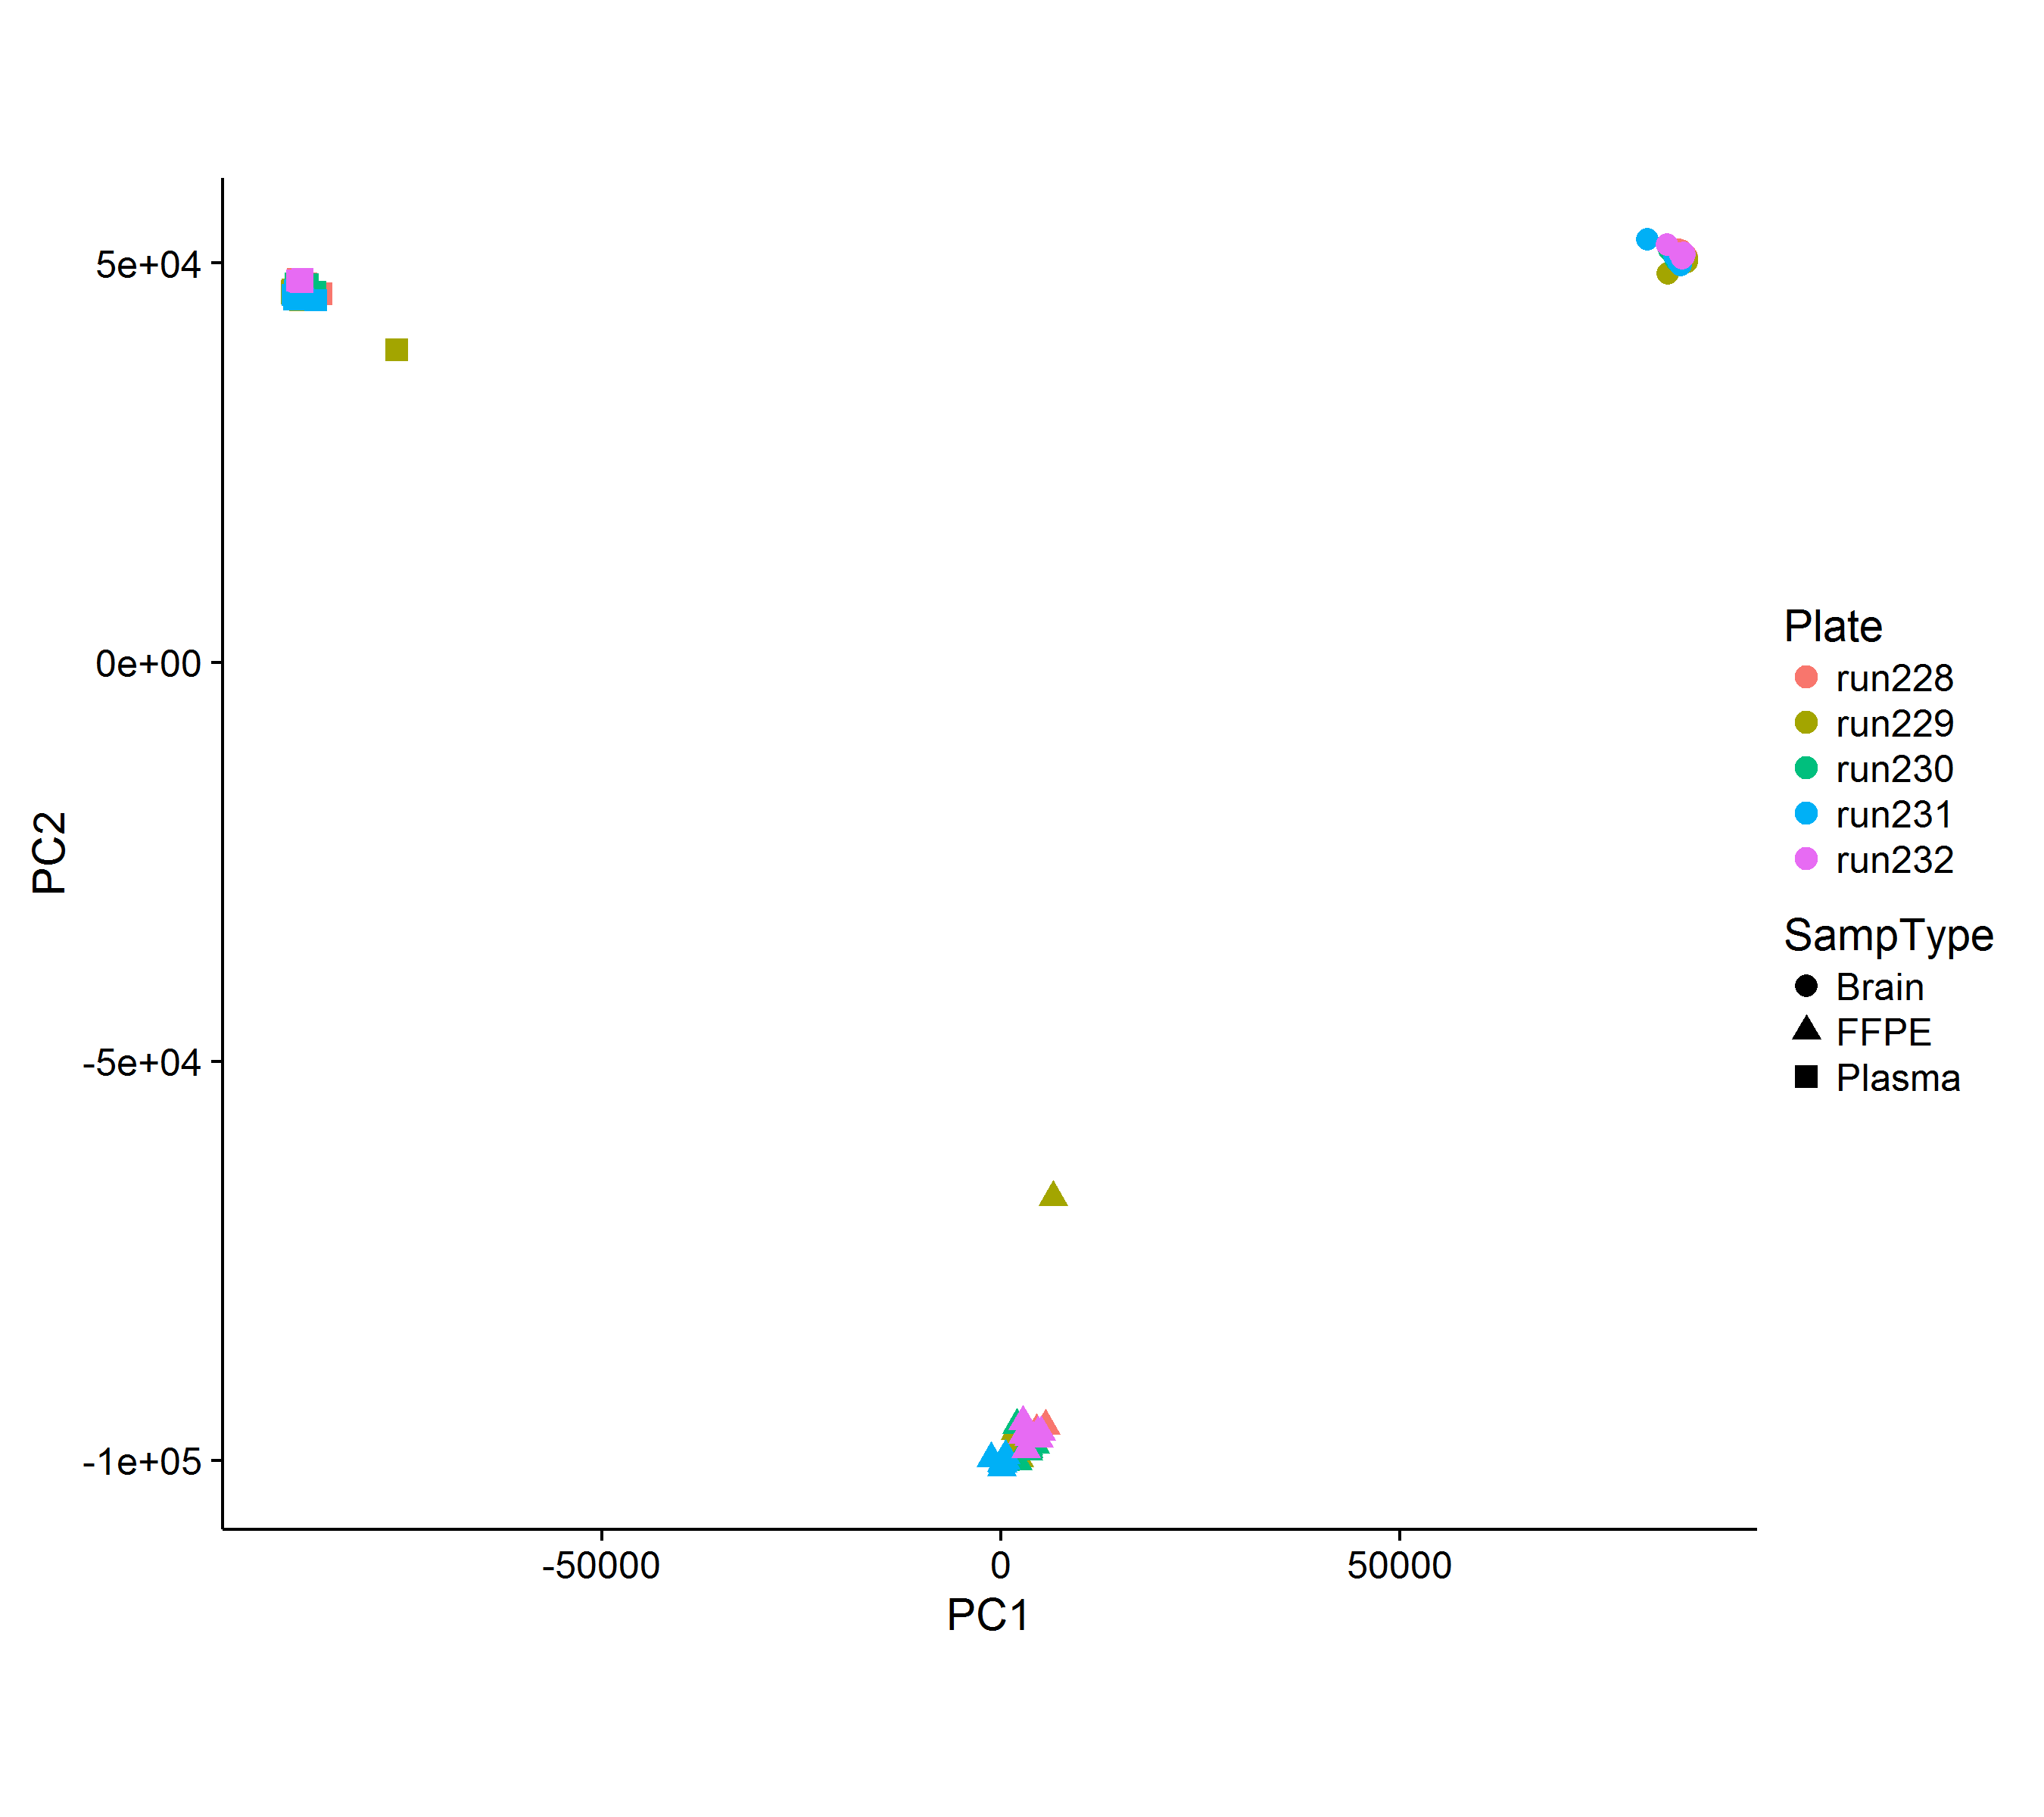 5e+04
0e+00
-5e+04
-1e+05
PC2
-50000 0 50000
PC1
Plate
run228
run229
run230
run231
run232
SampType
Brain
FFPE
Plasma